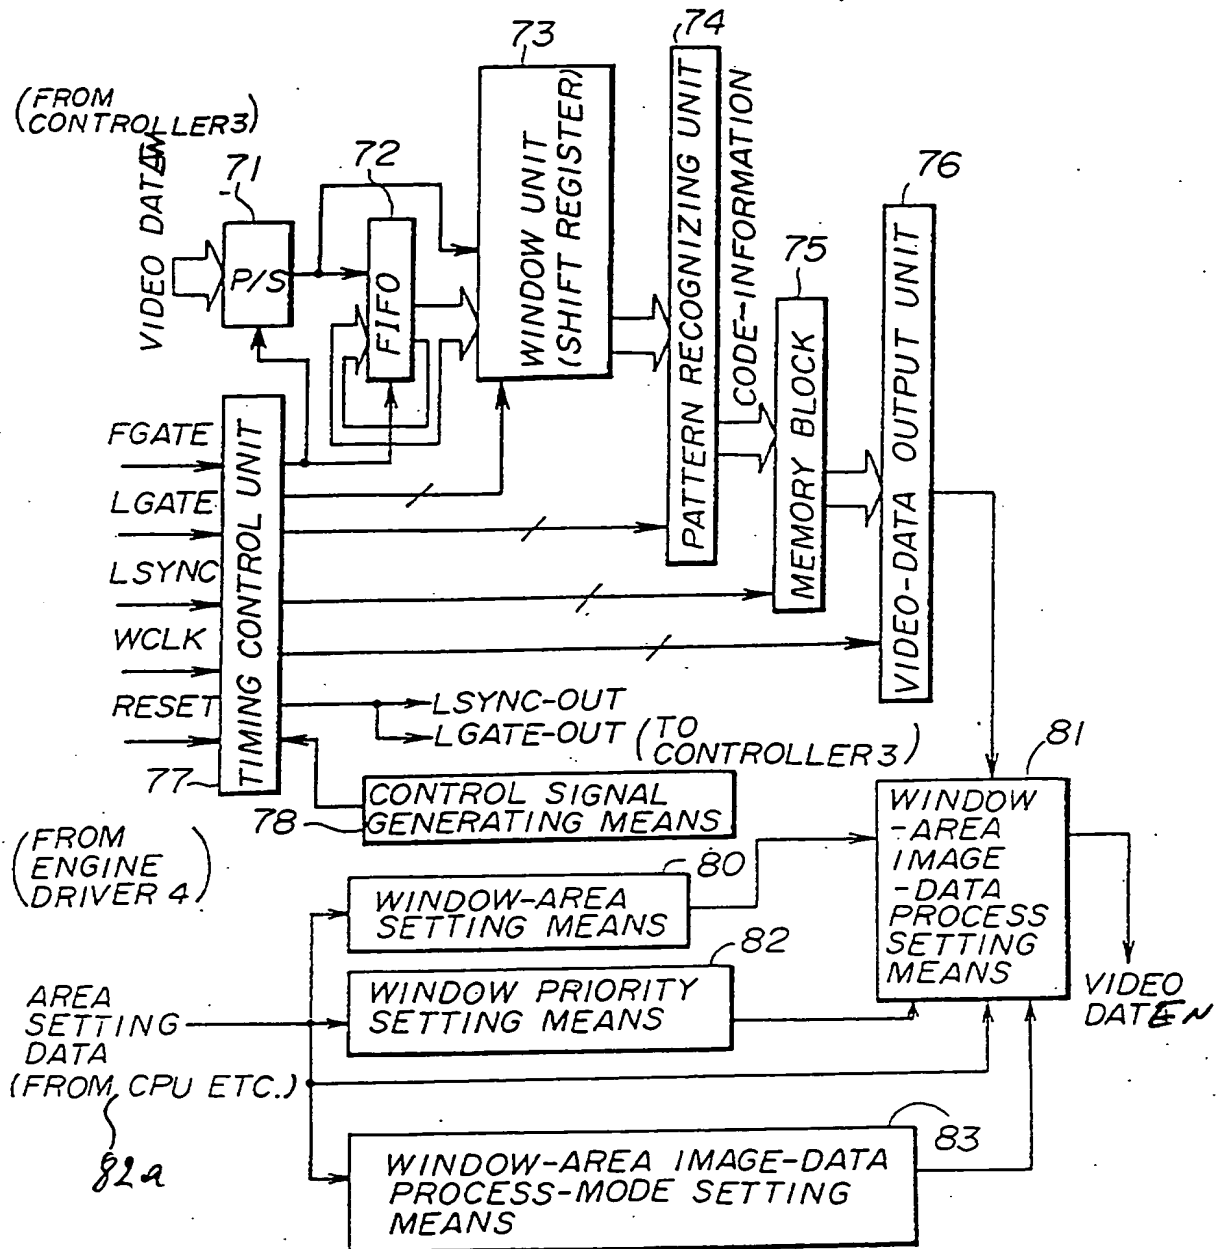 (FROM
CONTROLLER3)
VIDEO DATA
71
P/S
72
FIFO
73
WINDOW UNIT
(SHIFT REGISTER)
74
PATTERN RECOGNIZING UNIT
CODE-INFORMATION
75
MEMORY BLOCK
76
VIDEO-DATA OUTPUT UNIT
FGATE
LGATE
LSYNC
WCLK
RESET
TIMING CONTROL UNIT
77
LSYNC-OUT
LGATE-OUT
(TO
CONTROLLER3)
CONTROL SIGNAL
GENERATING MEANS
78
(FROM
ENGINE
DRIVER 4)
80
WINDOW-AREA
SETTING MEANS
82
WINDOW PRIORITY
SETTING MEANS
81
WINDOW
-AREA
IMAGE
-DATA
PROCESS
SETTING
MEANS
VIDEO
AREA
SETTING
DATA
(FROM CPU ETC.)
82a
83
WINDOW-AREA IMAGE-DATA
PROCESS-MODE SETTING
MEANS